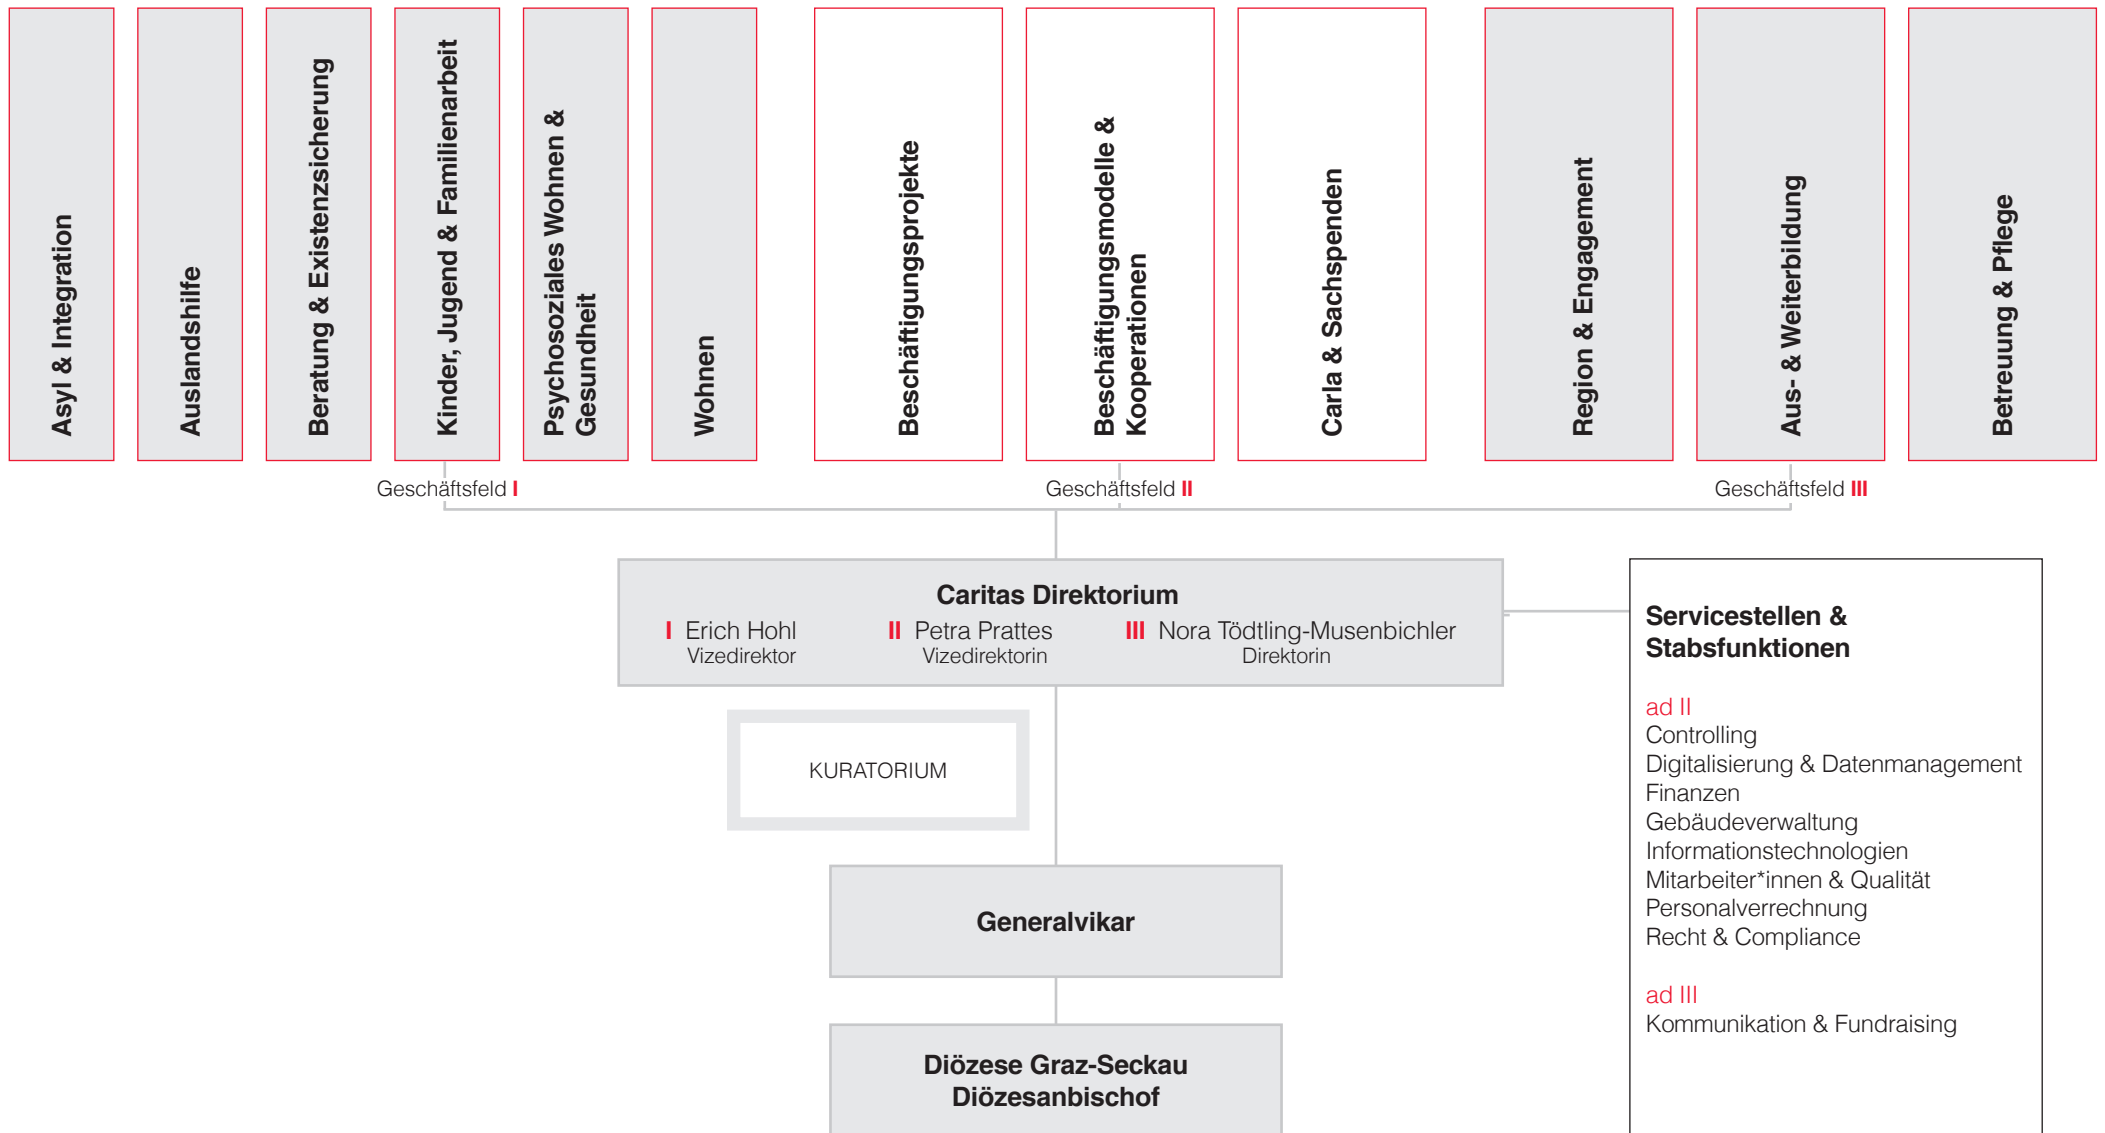 Asyl & Integration
Auslandshilfe
Beratung & Existenzsicherung
Kinder, Jugend & Familienarbeit
Psychosoziales Wohnen &
Gesundheit
Wohnen
Beschäftigungsprojekte
Beschäftigungsmodelle &
Kooperationen
Carla & Sachspenden
Region & Engagement
Aus- & Weiterbildung
Betreuung & Pflege
Geschäftsfeld I
Geschäftsfeld II
Geschäftsfeld III
Caritas Direktorium
I Erich Hohl
Vizedirektor
II Petra Prattes
Vizedirektorin
III Nora Tödtling-Musenbichler
Direktorin
KURATORIUM
Generalvikar
Diözese Graz-Seckau
Diözesanbischof
Servicestellen &
Stabsfunktionen
ad II
Controlling
Digitalisierung & Datenmanagement
Finanzen
Gebäudeverwaltung
Informationstechnologien
Mitarbeiter*innen & Qualität
Personalverrechnung
Recht & Compliance
ad III
Kommunikation & Fundraising